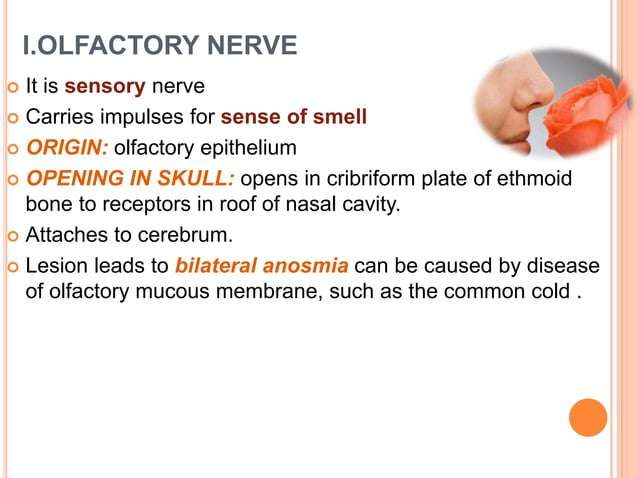 I.OLFACTORY NERVE
It is sensory nerve
Carries impulses for sense of smell
ORIGIN: olfactory epithelium
OPENING IN SKULL: opens in cribriform plate of ethmoid
bone to receptors in roof of nasal cavity.
Attaches to cerebrum.
Lesion leads to bilateral anosmia can be caused by disease
of olfactory mucous membrane, such as the common cold .